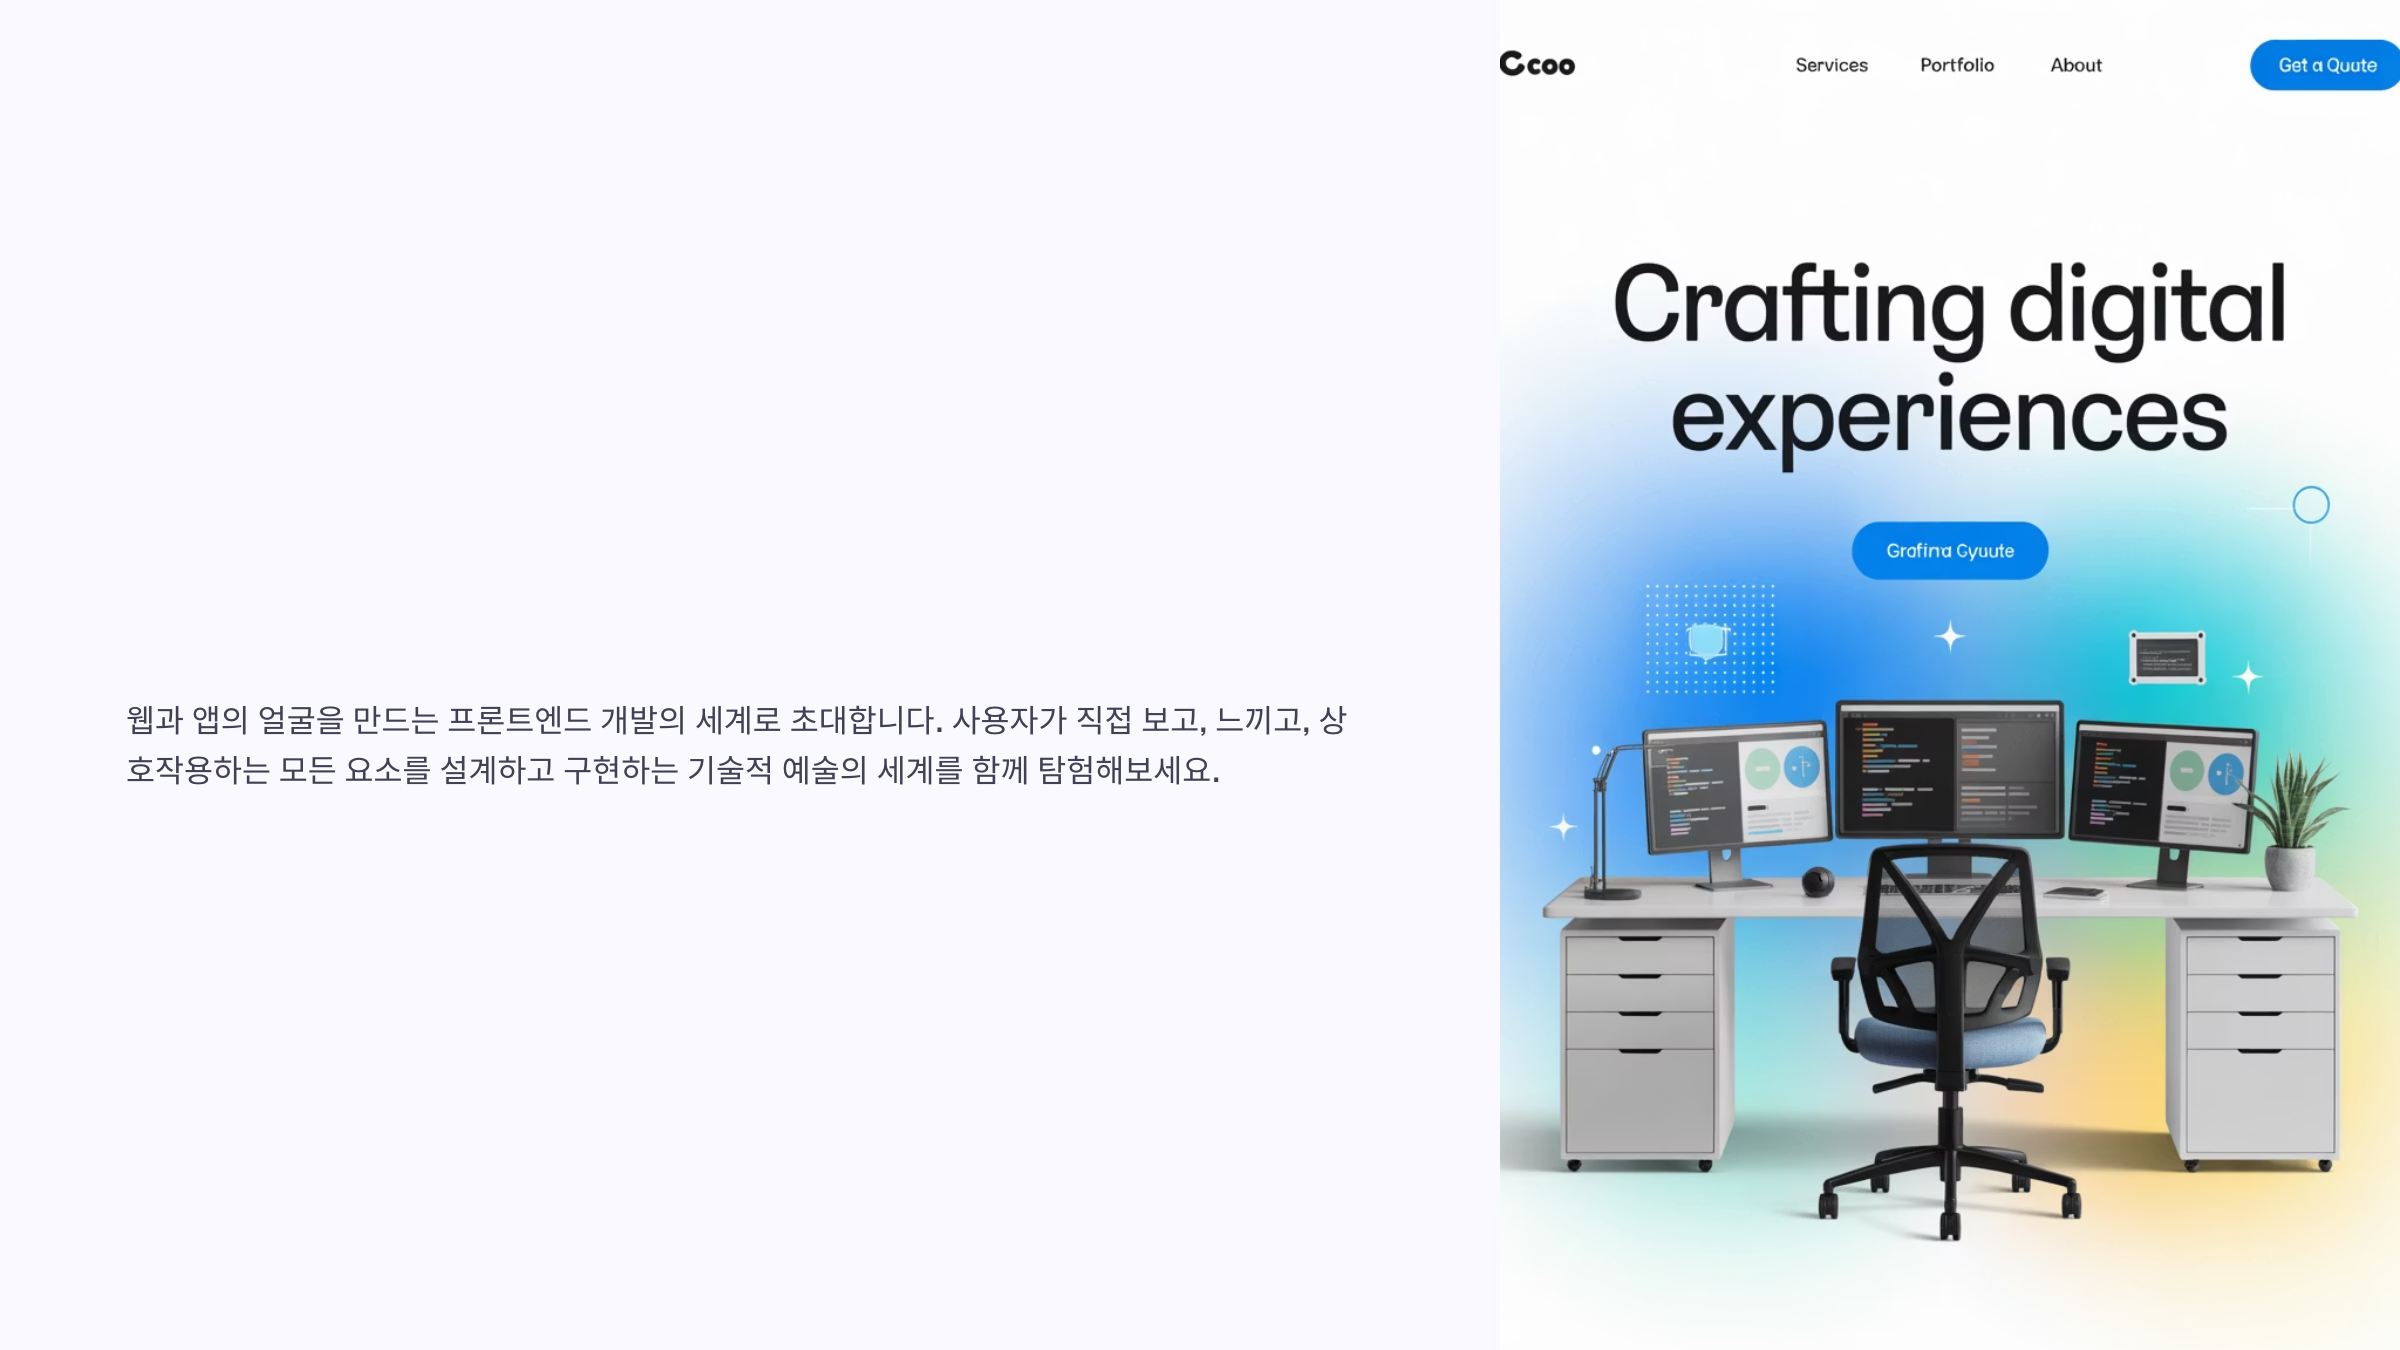 웹과 앱의 얼굴을 만드는 프론트엔드 개발의 세계로 초대합니다. 사용자가 직접 보고, 느끼고, 상
호작용하는 모든 요소를 설계하고 구현하는 기술적 예술의 세계를 함께 탐험해보세요.
Ccoo
Services Portfolio About
Get a Quute
Crafting digital
experiences
Grafina Gyuute